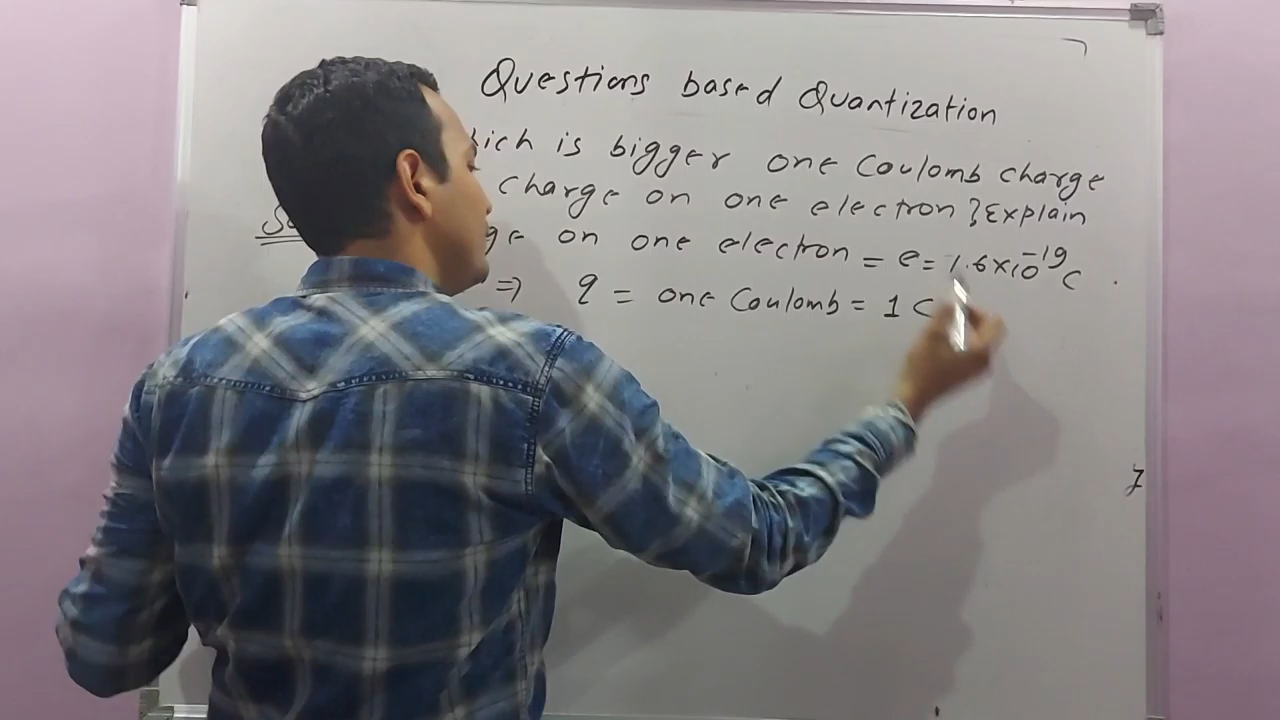 Questions based Quantization
hich is bigger one Coulomb charge
charge on one electron } Explain
ge on one electron = e = 1.6×10⁻¹⁹ C
⇒ q = one Coulomb = 1 C